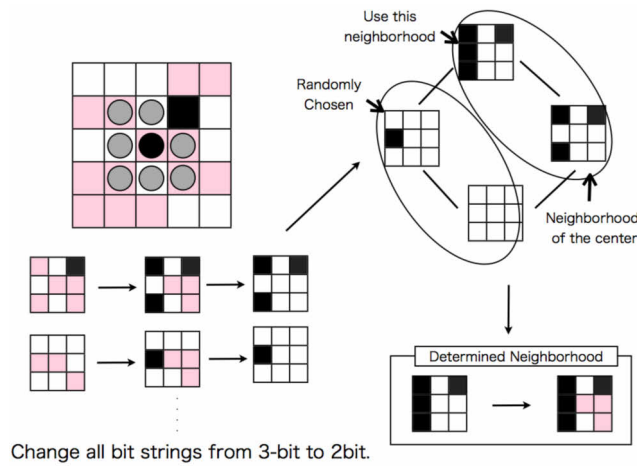 Use this
neighborhood
Randomly
Chosen
Neighborhood
of the center
Determined Neighborhood
Change all bit strings from 3-bit to 2bit.